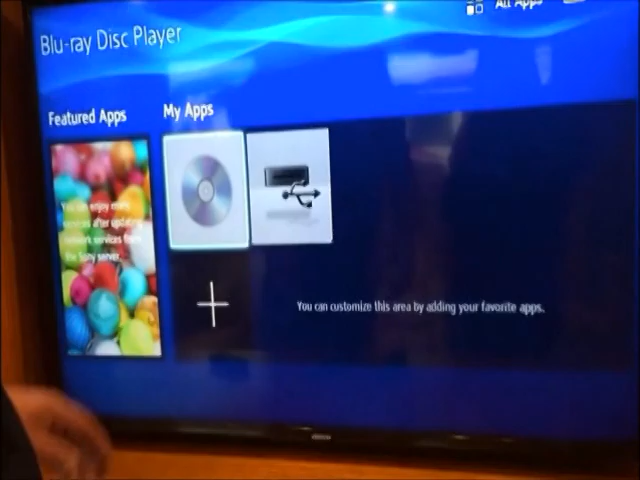 All Apps
Blu-ray Disc Player
Featured Apps
My Apps
You can enjoy more
services after updating
network services from
the Sony server.
You can customize this area by adding your favorite apps.